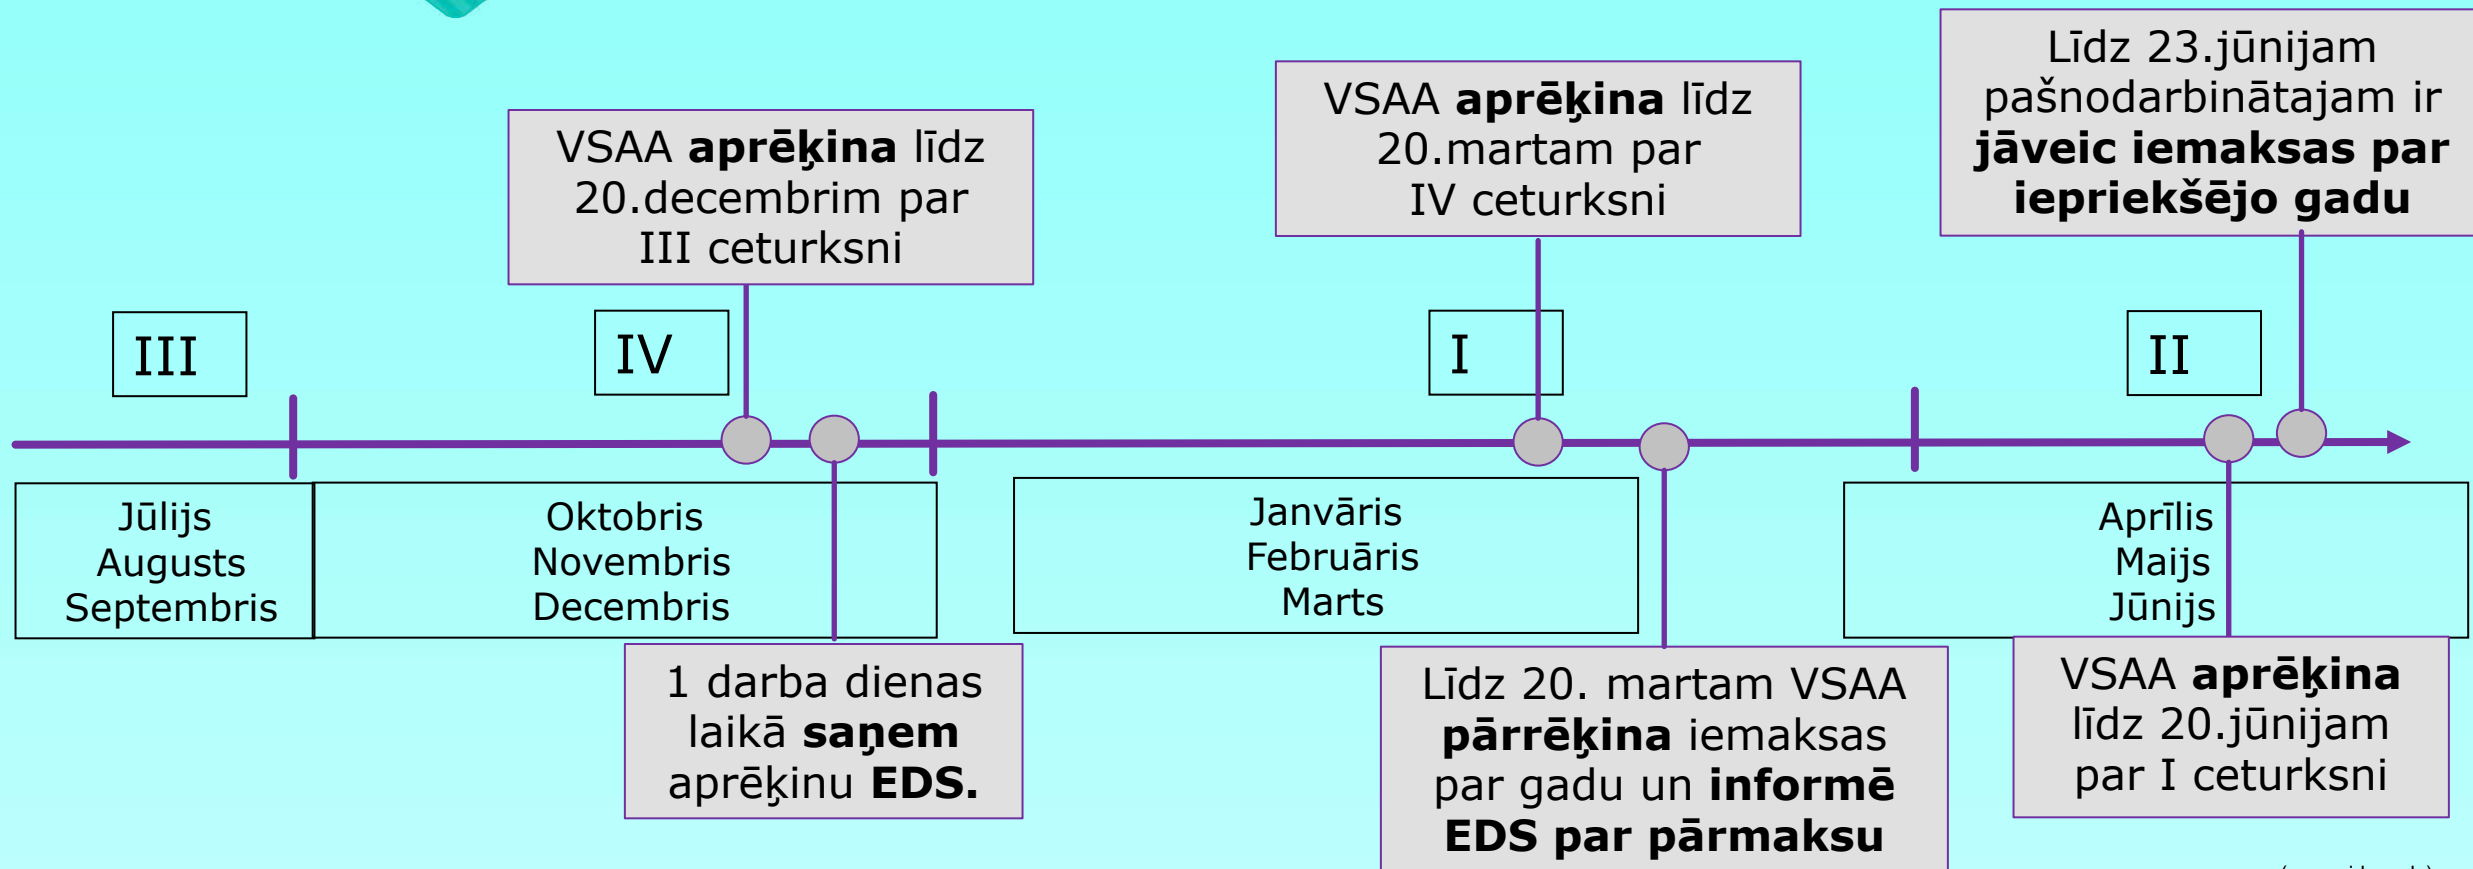 Līdz 23.jūnijam
pašnodarbinātajam ir
jāveic iemaksas par
iepriekšējo gadu
VSAA aprēķina līdz
20.martam par
IV ceturksni
VSAA aprēķina līdz
20.decembrim par
III ceturksni
III
IV
I
II
Jūlijs
Augusts
Septembris
Oktobris
Novembris
Decembris
Janvāris
Februāris
Marts
Aprīlis
Maijs
Jūnijs
1 darba dienas
laikā saņem
aprēķinu EDS.
Līdz 20. martam VSAA
pārrēķina iemaksas
par gadu un informē
EDS par pārmaksu
VSAA aprēķina
līdz 20.jūnijam
par I ceturksni